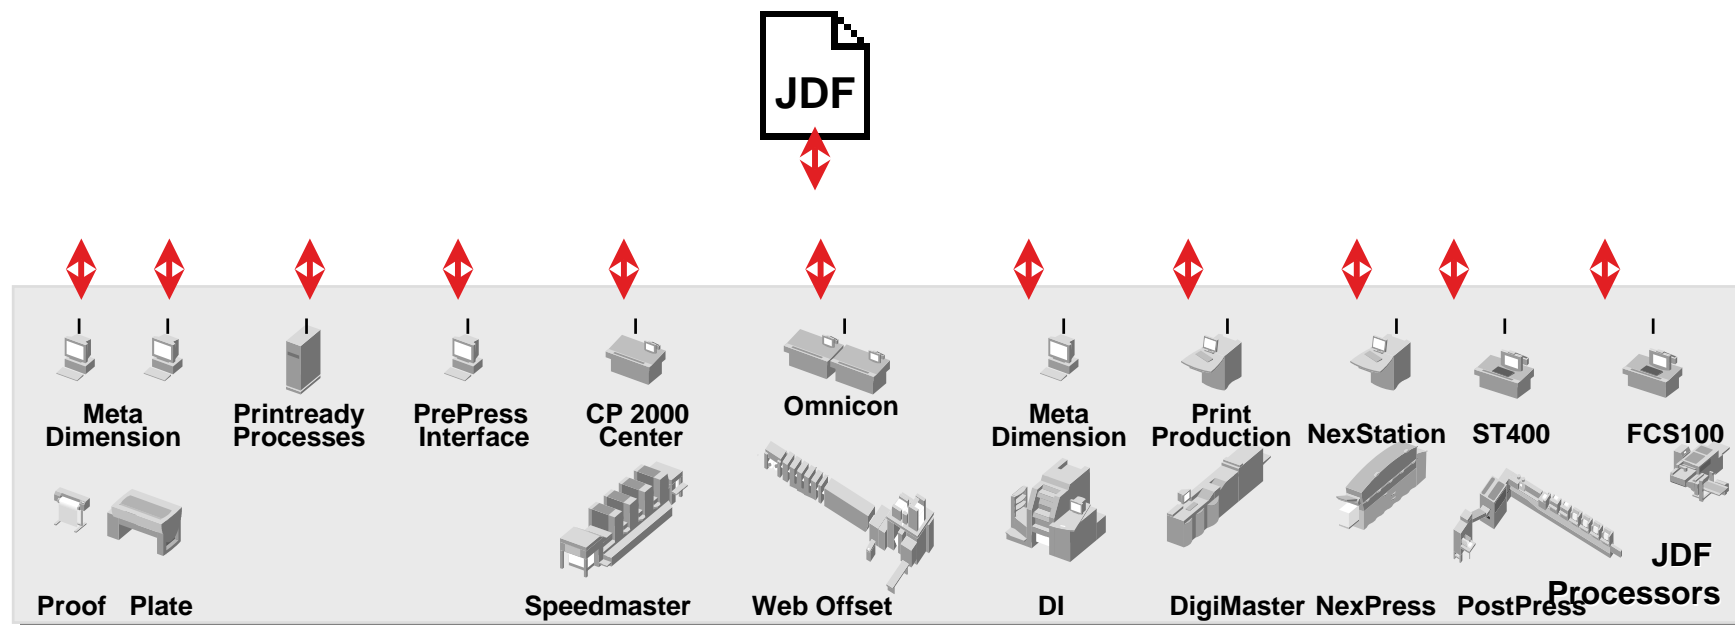 JDF
Meta
Dimension
Printready
Processes
PrePress
Interface
CP 2000
Center
Omnicon
Meta
Dimension
Print
Production
NexStation
ST400
FCS100
Proof
Plate
Speedmaster
Web Offset
DI
DigiMaster
NexPress
PostPress
JDF
Processors